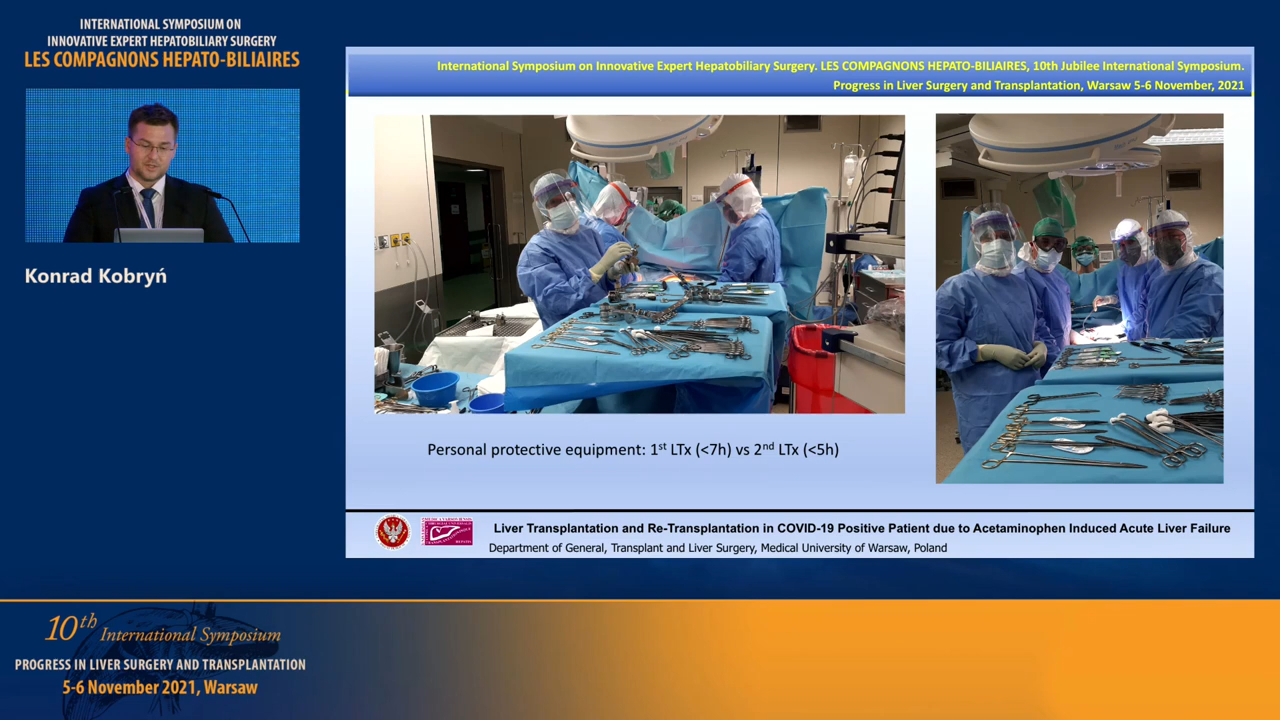 INTERNATIONAL SYMPOSIUM ON
INNOVATIVE EXPERT HEPATOBILIARY SURGERY
LES COMPAGNONS HEPATO-BILIAIRES
Konrad Kobryń
International Symposium on Innovative Expert Hepatobiliary Surgery. LES COMPAGNONS HEPATO-BILIAIRES, 10th Jubilee International Symposium.
Progress in Liver Surgery and Transplantation, Warsaw 5-6 November, 2021
Personal protective equipment: 1st LTx (<7h) vs 2nd LTx (<5h)
Liver Transplantation and Re-Transplantation in COVID-19 Positive Patient due to Acetaminophen Induced Acute Liver Failure
Department of General, Transplant and Liver Surgery, Medical University of Warsaw, Poland
10th International Symposium
PROGRESS IN LIVER SURGERY AND TRANSPLANTATION
5-6 November 2021, Warsaw